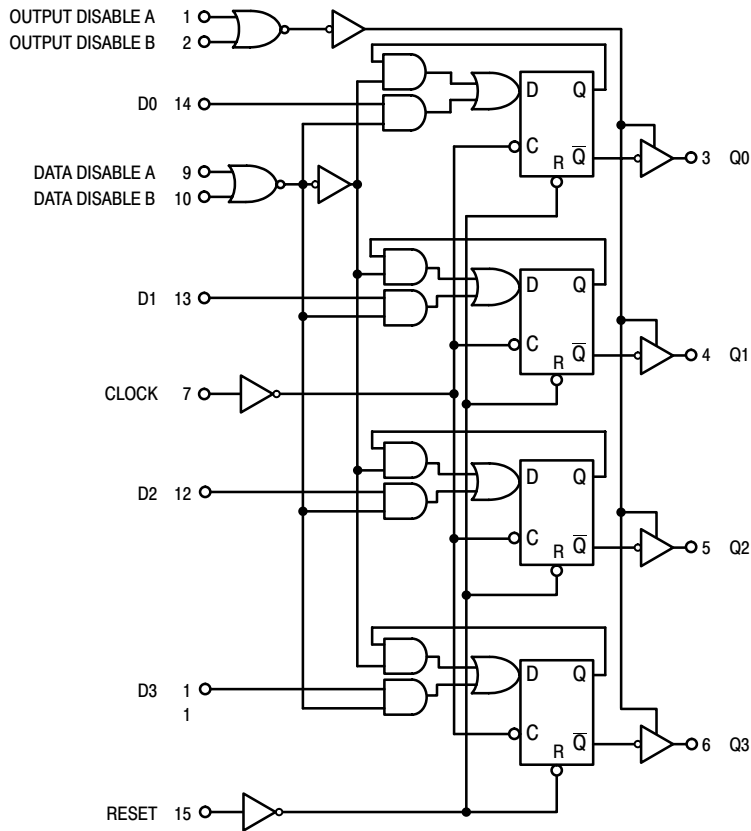 OUTPUT DISABLE A 1
OUTPUT DISABLE B 2
D Q
D0 14
C Q̅
R
3 Q0
DATA DISABLE A 9
DATA DISABLE B 10
D Q
D1 13
C Q̅
R
4 Q1
CLOCK 7
D Q
D2 12
C Q̅
R
5 Q2
D Q
D3 1
1
C Q̅
R
6 Q3
RESET 15